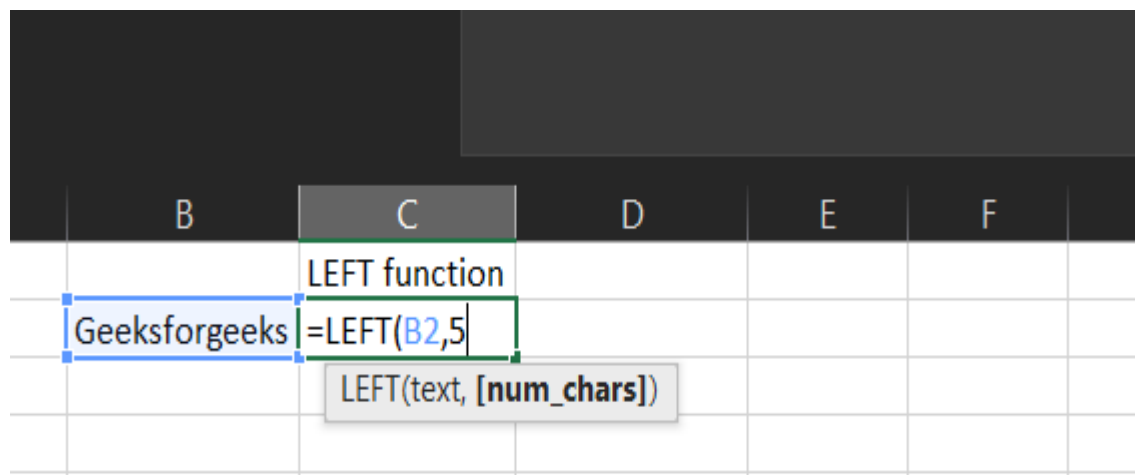 B C D E F
LEFT function
Geeksforgeeks =LEFT(B2,5
LEFT(text, [num_chars])